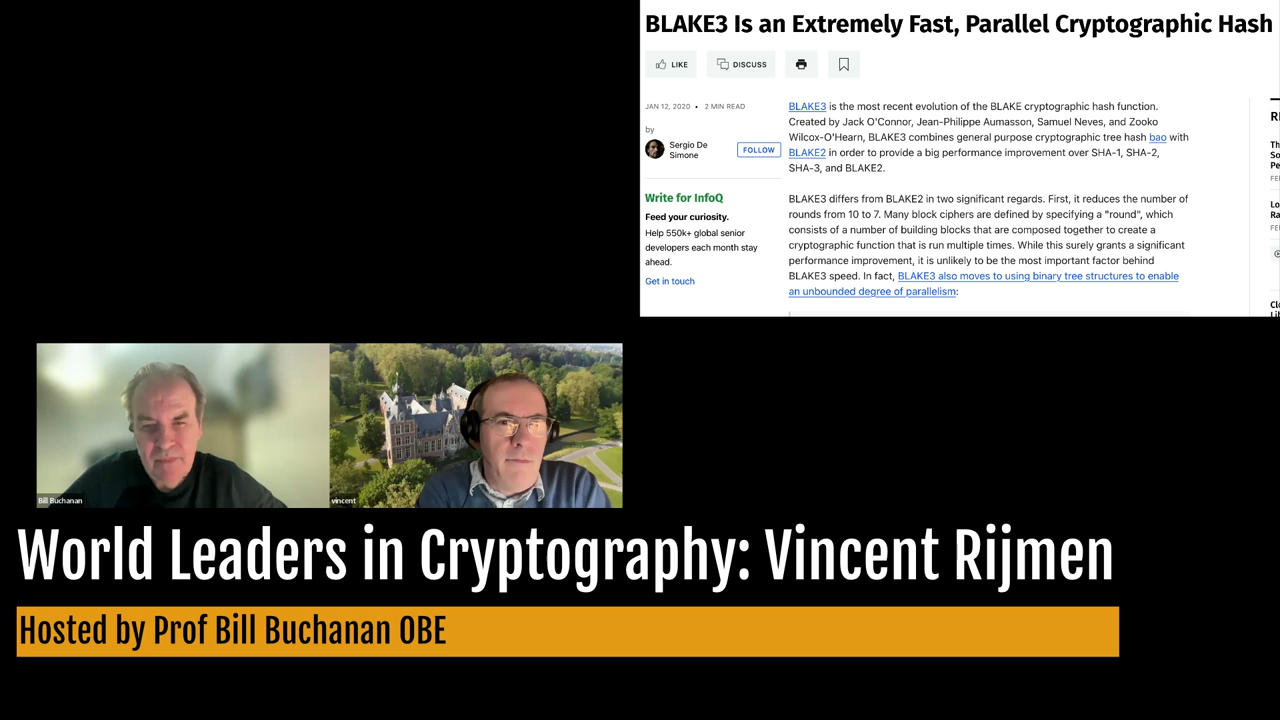 BLAKE3 Is an Extremely Fast, Parallel Cryptographic Hash
LIKE
DISCUSS
JAN 12, 2020 • 2 MIN READ
by
Sergio De
Simone
FOLLOW
Write for InfoQ
Feed your curiosity.
Help 550k+ global senior
developers each month stay
ahead.
Get in touch
BLAKE3 is the most recent evolution of the BLAKE cryptographic hash function.
Created by Jack O'Connor, Jean-Philippe Aumasson, Samuel Neves, and Zooko
Wilcox-O'Hearn, BLAKE3 combines general purpose cryptographic tree hash bao with
BLAKE2 in order to provide a big performance improvement over SHA-1, SHA-2,
SHA-3, and BLAKE2.
BLAKE3 differs from BLAKE2 in two significant regards. First, it reduces the number of
rounds from 10 to 7. Many block ciphers are defined by specifying a "round", which
consists of a number of building blocks that are composed together to create a
cryptographic function that is run multiple times. While this surely grants a significant
performance improvement, it is unlikely to be the most important factor behind
BLAKE3 speed. In fact, BLAKE3 also moves to using binary tree structures to enable
an unbounded degree of parallelism:
Bill Buchanan
vincent
World Leaders in Cryptography: Vincent Rijmen
Hosted by Prof Bill Buchanan OBE